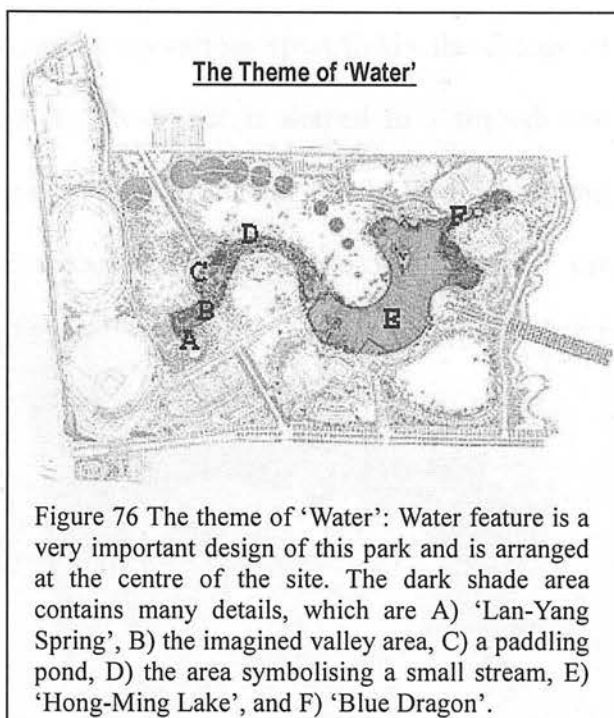 The Theme of 'Water'
D
F
C
B
E
A
Figure 76 The theme of 'Water': Water feature is a
very important design of this park and is arranged
at the centre of the site. The dark shade area
contains many details, which are A) 'Lan-Yang
Spring', B) the imagined valley area, C) a paddling
pond, D) the area symbolising a small stream, E)
'Hong-Ming Lake', and F) 'Blue Dragon'.